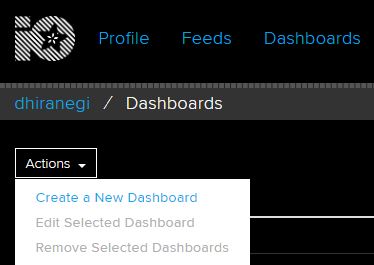 io Profile Feeds Dashboards
dhiranegi / Dashboards
Actions
Create a New Dashboard
Edit Selected Dashboard
Remove Selected Dashboards